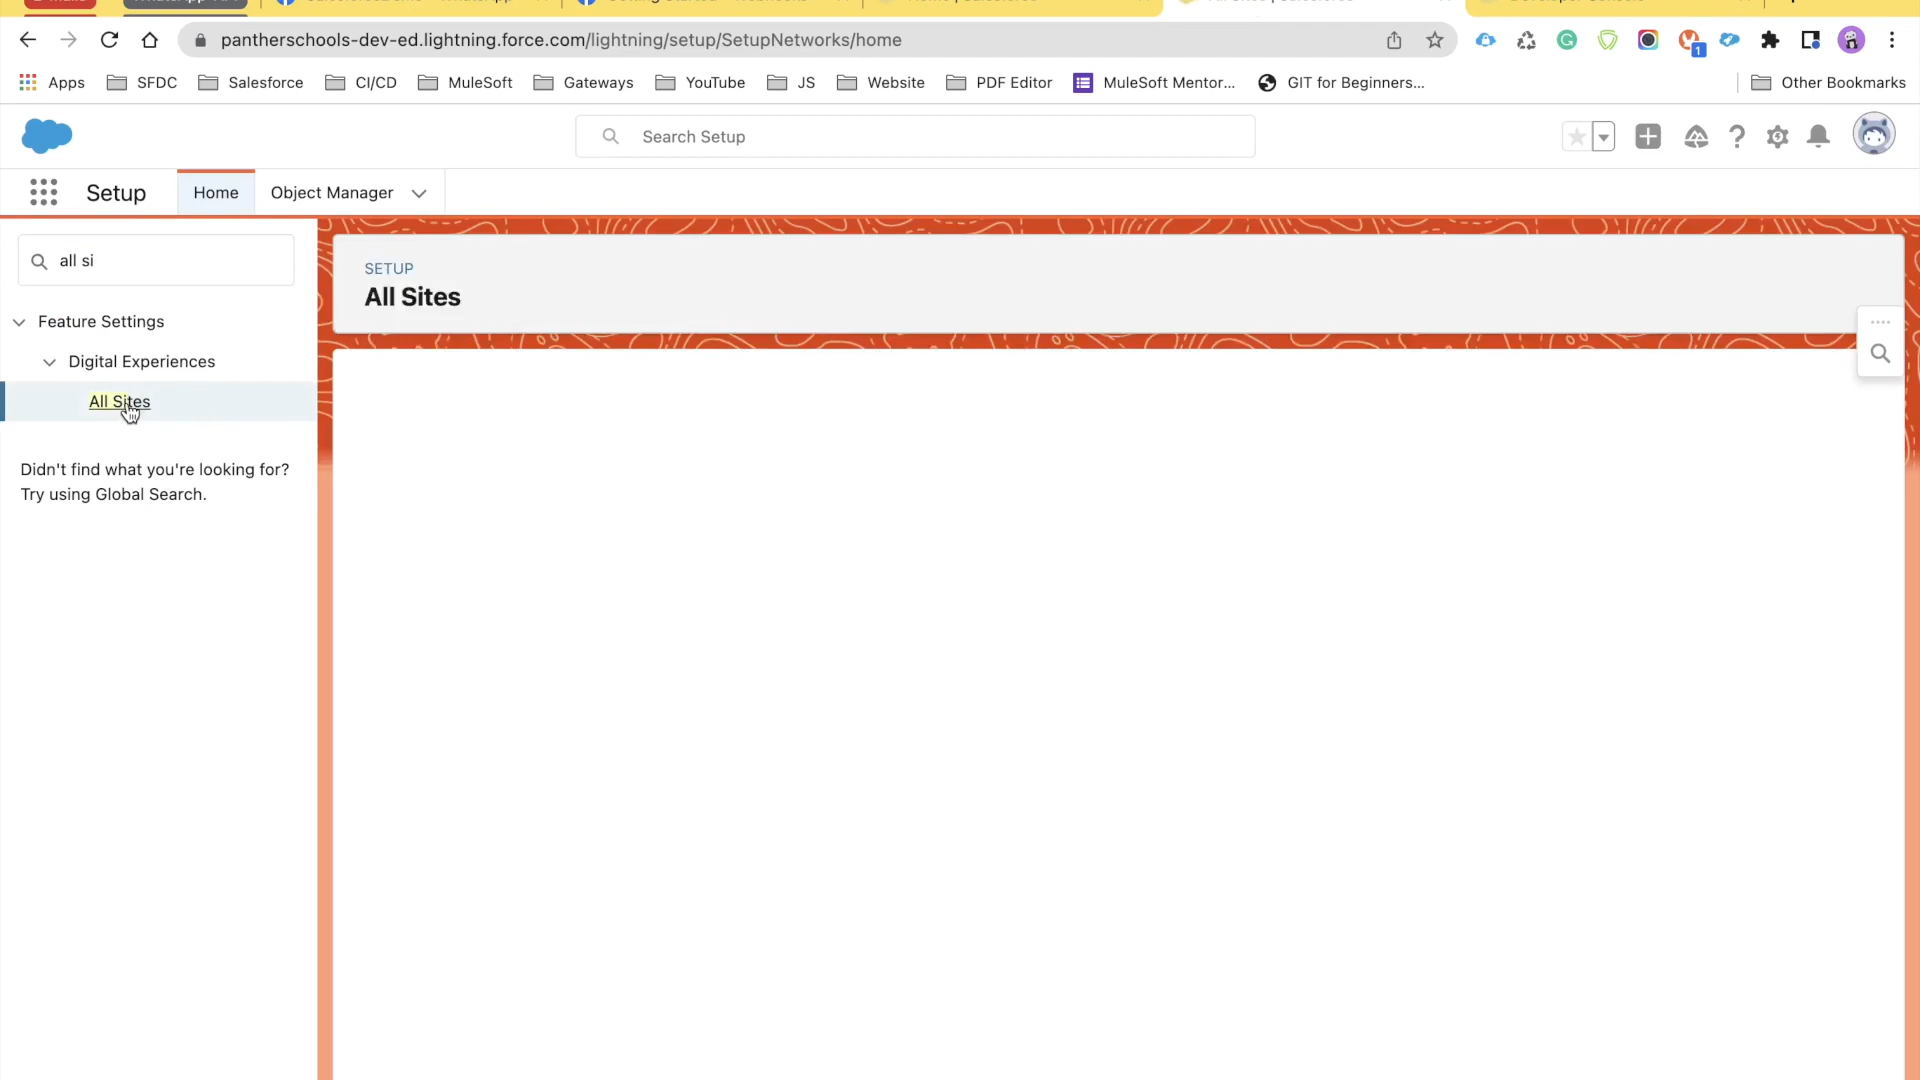 pantherschools-dev-ed.lightning.force.com/lightning/setup/SetupNetworks/home
1
Apps SFDC Salesforce CI/CD MuleSoft Gateways YouTube JS Website PDF Editor MuleSoft Mentor... GIT for Beginners... Other Bookmarks
Search Setup
Setup Home Object Manager
all si
SETUP
All Sites
Feature Settings
Digital Experiences
All Sites
Didn't find what you're looking for?
Try using Global Search.